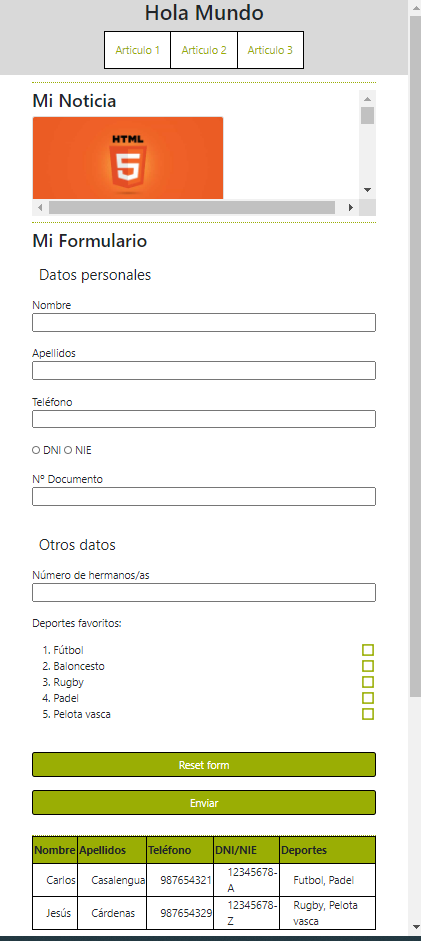 Hola Mundo
Artículo 1 Artículo 2 Artículo 3
Mi Noticia
HTML
5
Mi Formulario
Datos personales
Nombre
Apellidos
Teléfono
DNI NIE
Nº Documento
Otros datos
Número de hermanos/as
Deportes favoritos:
1. Fútbol
2. Baloncesto
3. Rugby
4. Padel
5. Pelota vasca
Reset form
Enviar
Nombre Apellidos Teléfono DNI/NIE Deportes
Carlos Casalengua 987654321 12345678-A Futbol, Padel
Jesús Cárdenas 987654329 12345678-Z Rugby, Pelota vasca